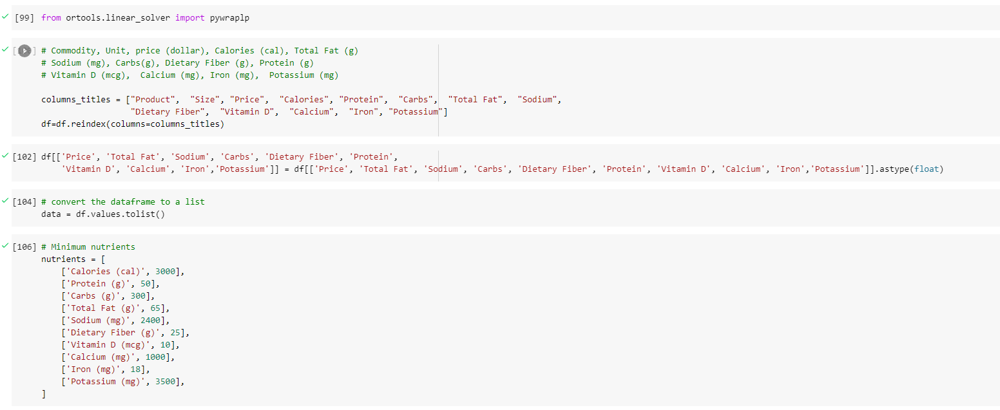 [99] from ortools.linear_solver import pywraplp
# Commodity, Unit, price (dollar), Calories (cal), Total Fat (g)
# Sodium (mg), Carbs(g), Dietary Fiber (g), Protein (g)
# Vitamin D (mcg),  Calcium (mg), Iron (mg),  Potassium (mg)
columns_titles = ["Product",  "Size", "Price",  "Calories", "Protein",  "Carbs",  "Total Fat",  "Sodium",
"Dietary Fiber",  "Vitamin D",  "Calcium",  "Iron", "Potassium"]
df=df.reindex(columns=columns_titles)
[102] df[['Price', 'Total Fat', 'Sodium', 'Carbs', 'Dietary Fiber', 'Protein',
'Vitamin D', 'Calcium', 'Iron','Potassium']] = df[['Price', 'Total Fat', 'Sodium', 'Carbs', 'Dietary Fiber', 'Protein', 'Vitamin D', 'Calcium', 'Iron','Potassium']].astype(float)
[104] # convert the dataframe to a list
data = df.values.tolist()
[106] # Minimum nutrients
nutrients = [
['Calories (cal)', 3000],
['Protein (g)', 50],
['Carbs (g)', 300],
['Total Fat (g)', 65],
['Sodium (mg)', 2400],
['Dietary Fiber (g)', 25],
['Vitamin D (mcg)', 10],
['Calcium (mg)', 1000],
['Iron (mg)', 18],
['Potassium (mg)', 3500],
]